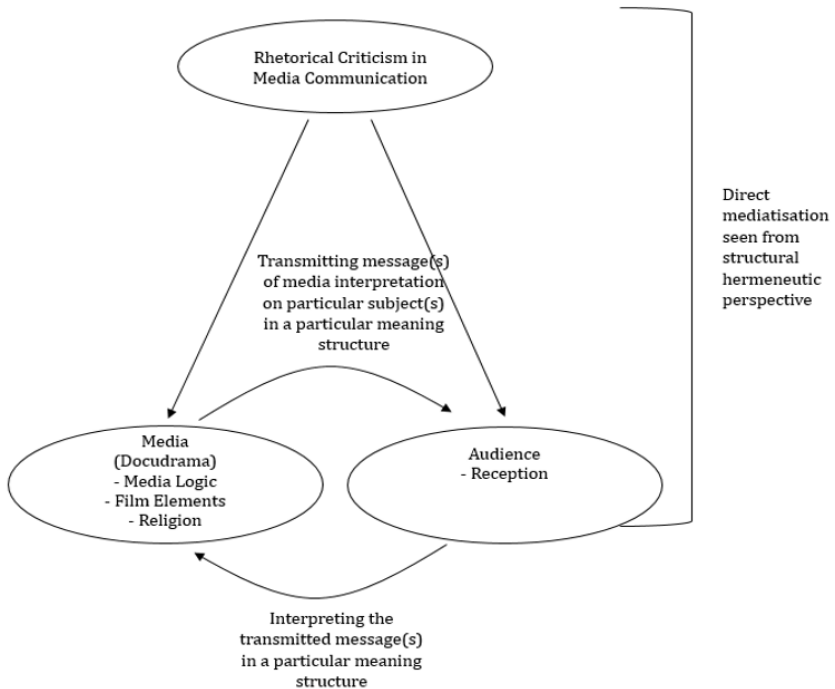 Rhetorical Criticism in
Media Communication
Direct
mediatisation
seen from
structural
hermeneutic
perspective
Transmitting message(s)
of media interpretation
on particular subject(s)
in a particular meaning
structure
Media
(Docudrama)
- Media Logic
- Film Elements
- Religion
Audience
- Reception
Interpreting the
transmitted message(s)
in a particular meaning
structure